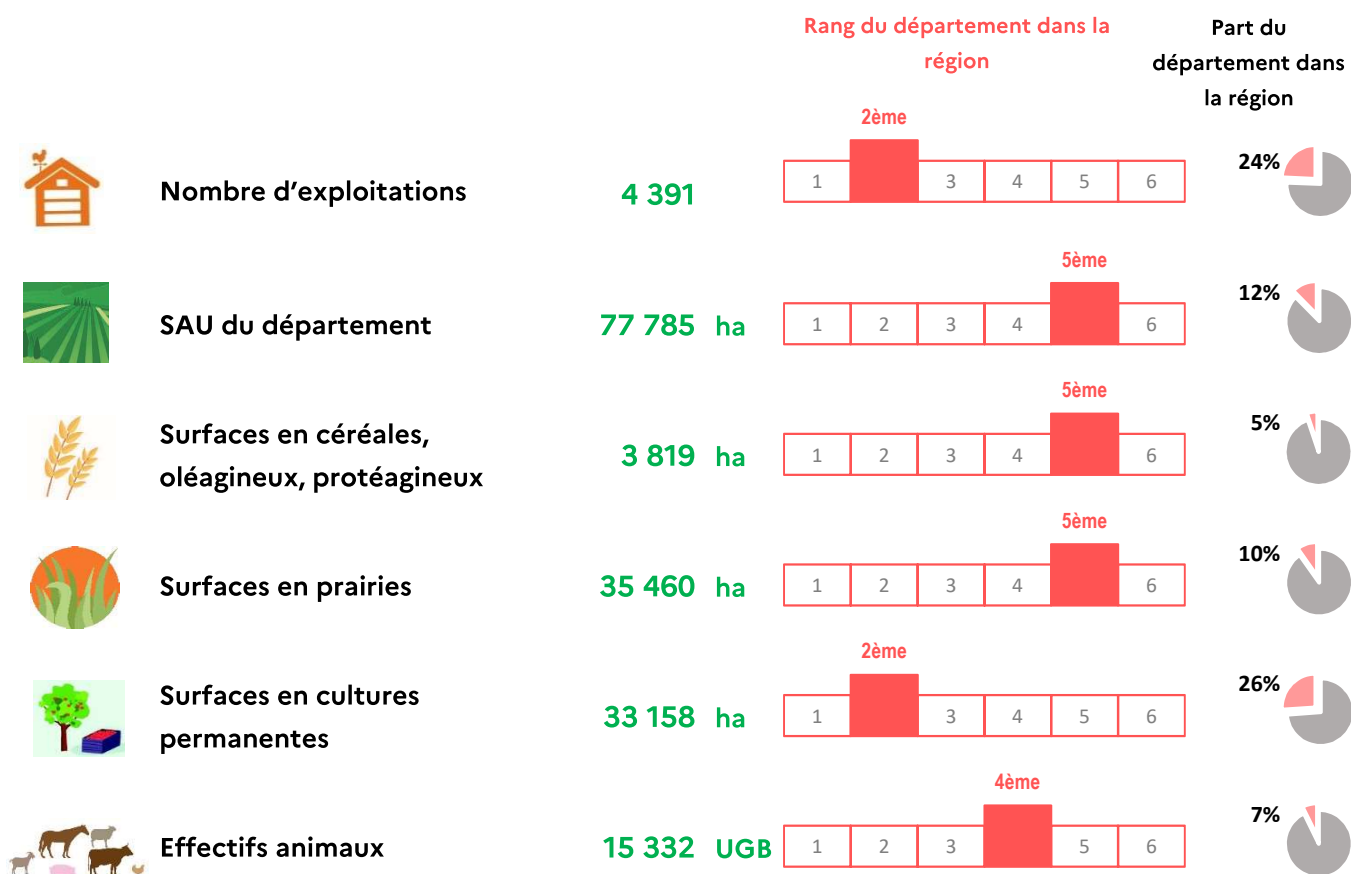 Rang du département dans la
région
Part du
département dans
la région
2ème
Nombre d’exploitations 4 391 1 3 4 5 6 24%
5ème
SAU du département 77 785 ha 1 2 3 4 6 12%
5ème
Surfaces en céréales,
oléagineux, protéagineux 3 819 ha 1 2 3 4 6 5%
5ème
Surfaces en prairies 35 460 ha 1 2 3 4 6 10%
2ème
Surfaces en cultures
permanentes 33 158 ha 1 3 4 5 6 26%
4ème
Effectifs animaux 15 332 UGB 1 2 3 5 6 7%